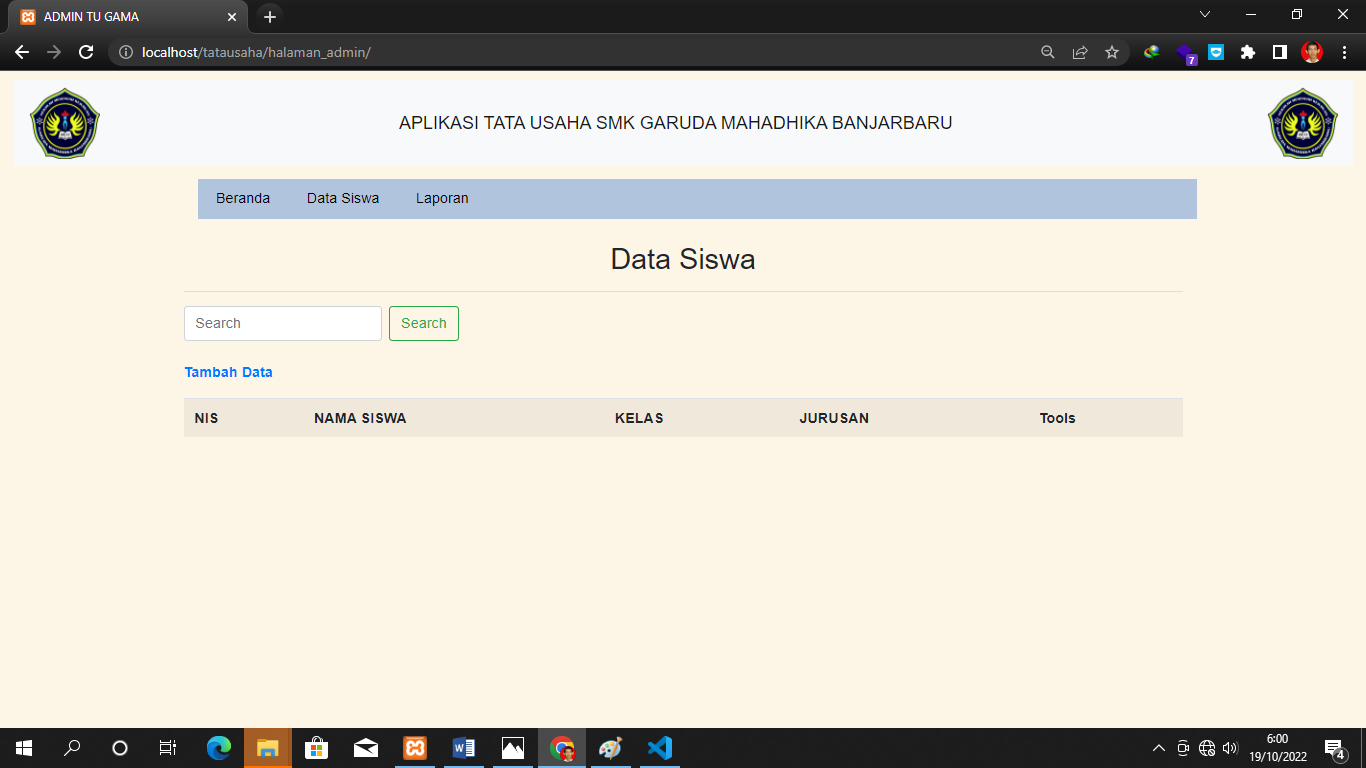 ADMIN TU GAMA
localhost/tatausaha/halaman_admin/
7
APLIKASI TATA USAHA SMK GARUDA MAHADHIKA BANJARBARU
Beranda Data Siswa Laporan
Data Siswa
Search Search
Tambah Data
NIS NAMA SISWA KELAS JURUSAN Tools
6:00
19/10/2022
4